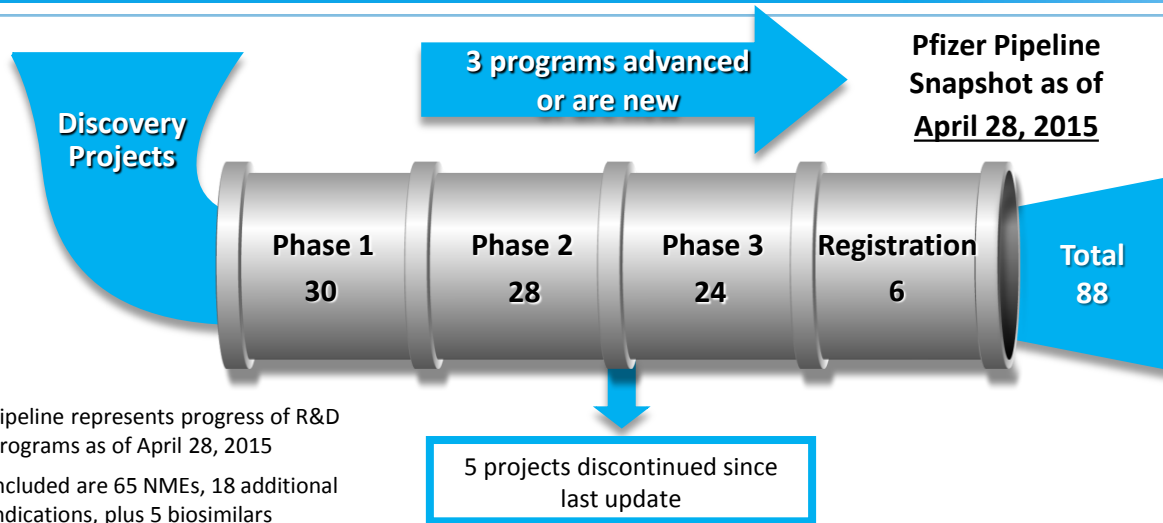 3 programs advanced
or are new
Pfizer Pipeline
Snapshot as of
April 28, 2015
Discovery
Projects
Phase 1
30
Phase 2
28
Phase 3
24
Registration
6
Total
88
ipeline represents progress of R&D
rograms as of April 28, 2015
ncluded are 65 NMEs, 18 additional
ndications, plus 5 biosimilars
5 projects discontinued since
last update